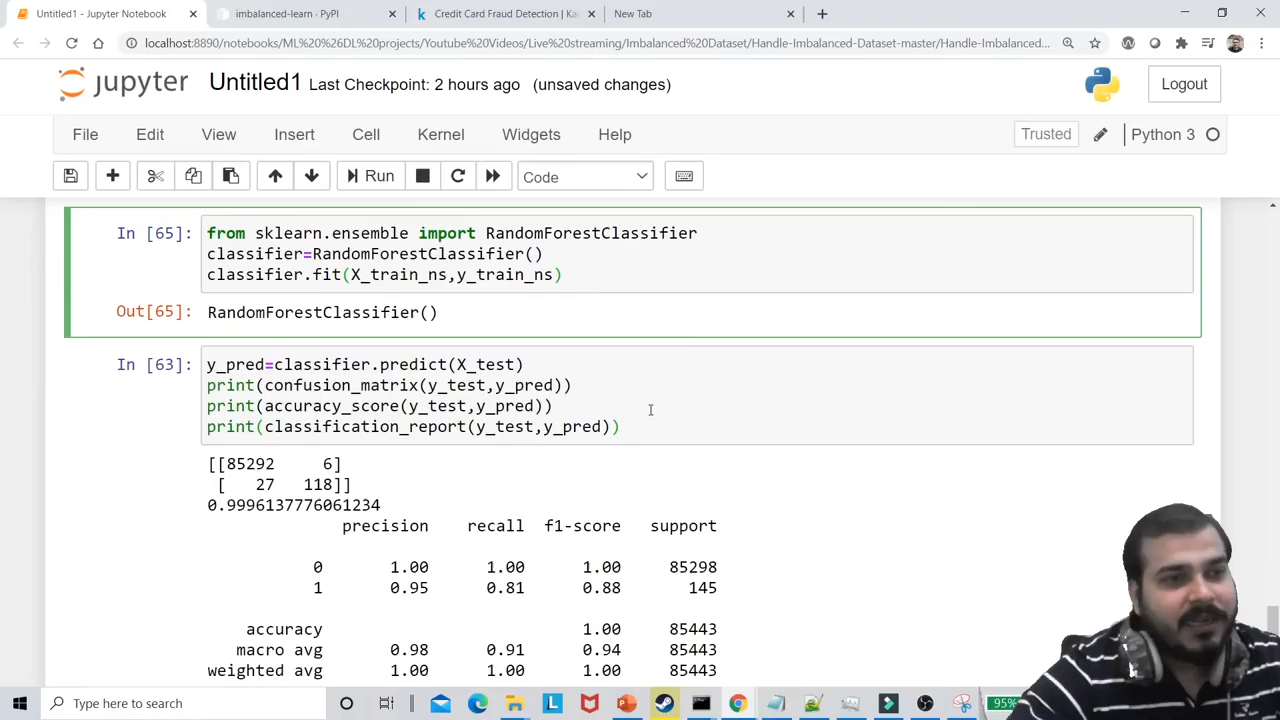 Untitled1 - Jupyter Notebook
imbalanced-learn · PyPI
Credit Card Fraud Detection | Ka
New Tab
localhost:8890/notebooks/ML%20%26DL%20projects/Youtube%20Videos/Live%20streaming/Imbalanced%20Dataset/Handle-Imbalanced-Dataset-master/Handle-Imbalanced...
jupyter Untitled1 Last Checkpoint: 2 hours ago (unsaved changes)
Logout
File Edit View Insert Cell Kernel Widgets Help
Trusted
Python 3
Run
Code
In [65]: from sklearn.ensemble import RandomForestClassifier
classifier=RandomForestClassifier()
classifier.fit(X_train_ns,y_train_ns)
Out[65]: RandomForestClassifier()
In [63]: y_pred=classifier.predict(X_test)
print(confusion_matrix(y_test,y_pred))
print(accuracy_score(y_test,y_pred))
print(classification_report(y_test,y_pred))
[[85292 6]
[ 27 118]]
0.9996137776061234
precision recall f1-score support
0 1.00 1.00 1.00 85298
1 0.95 0.81 0.88 145
accuracy 1.00 85443
macro avg 0.98 0.91 0.94 85443
weighted avg 1.00 1.00 1.00 85443
Type here to search
95%